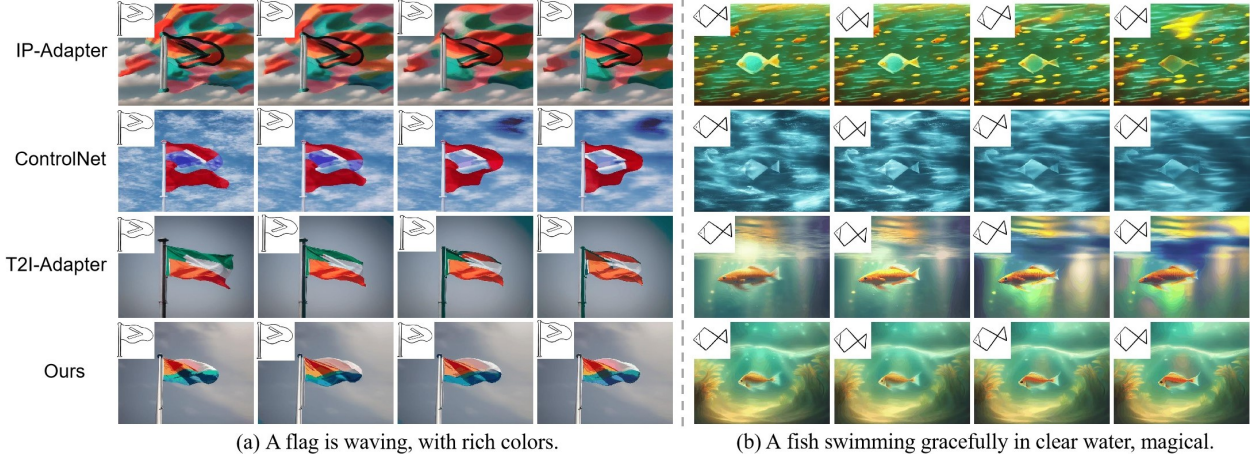 IP-Adapter
ControlNet
T2I-Adapter
Ours
(a) A flag is waving, with rich colors.
(b) A fish swimming gracefully in clear water, magical.